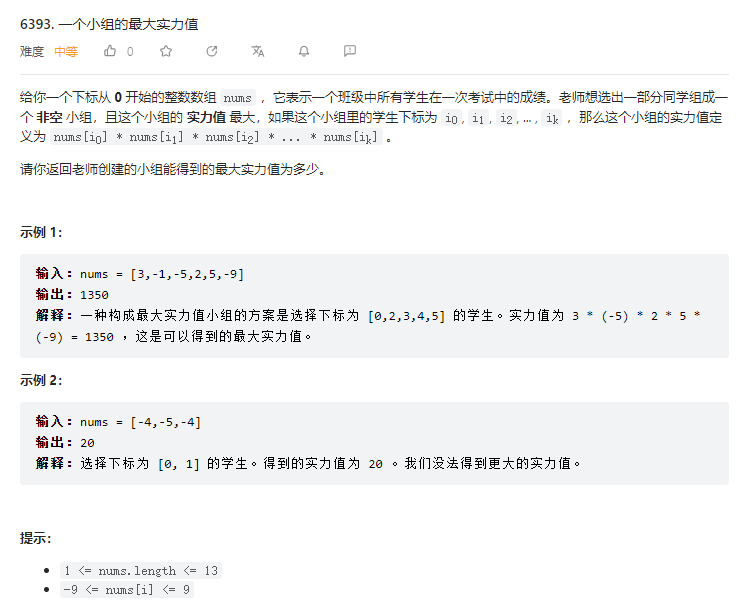 6393. 一个小组的最大实力值
难度 中等 0
给你一个下标从 0 开始的整数数组 nums ，它表示一个班级中所有学生在一次考试中的成绩。老师想选出一部分同学组成一
个 非空 小组，且这个小组的 实力值 最大，如果这个小组里的学生下标为 i0, i1, i2, ..., ik ，那么这个小组的实力值定
义为 nums[i0] * nums[i1] * nums[i2] * ... * nums[ik] 。
请你返回老师创建的小组能得到的最大实力值为多少。
示例 1：
输入：nums = [3,-1,-5,2,5,-9]
输出：1350
解释：一种构成最大实力值小组的方案是选择下标为 [0,2,3,4,5] 的学生。实力值为 3 * (-5) * 2 * 5 *
(-9) = 1350 ，这是可以得到的最大实力值。
示例 2：
输入：nums = [-4,-5,-4]
输出：20
解释：选择下标为 [0, 1] 的学生。得到的实力值为 20 。我们没法得到更大的实力值。
提示：
1 <= nums.length <= 13
-9 <= nums[i] <= 9